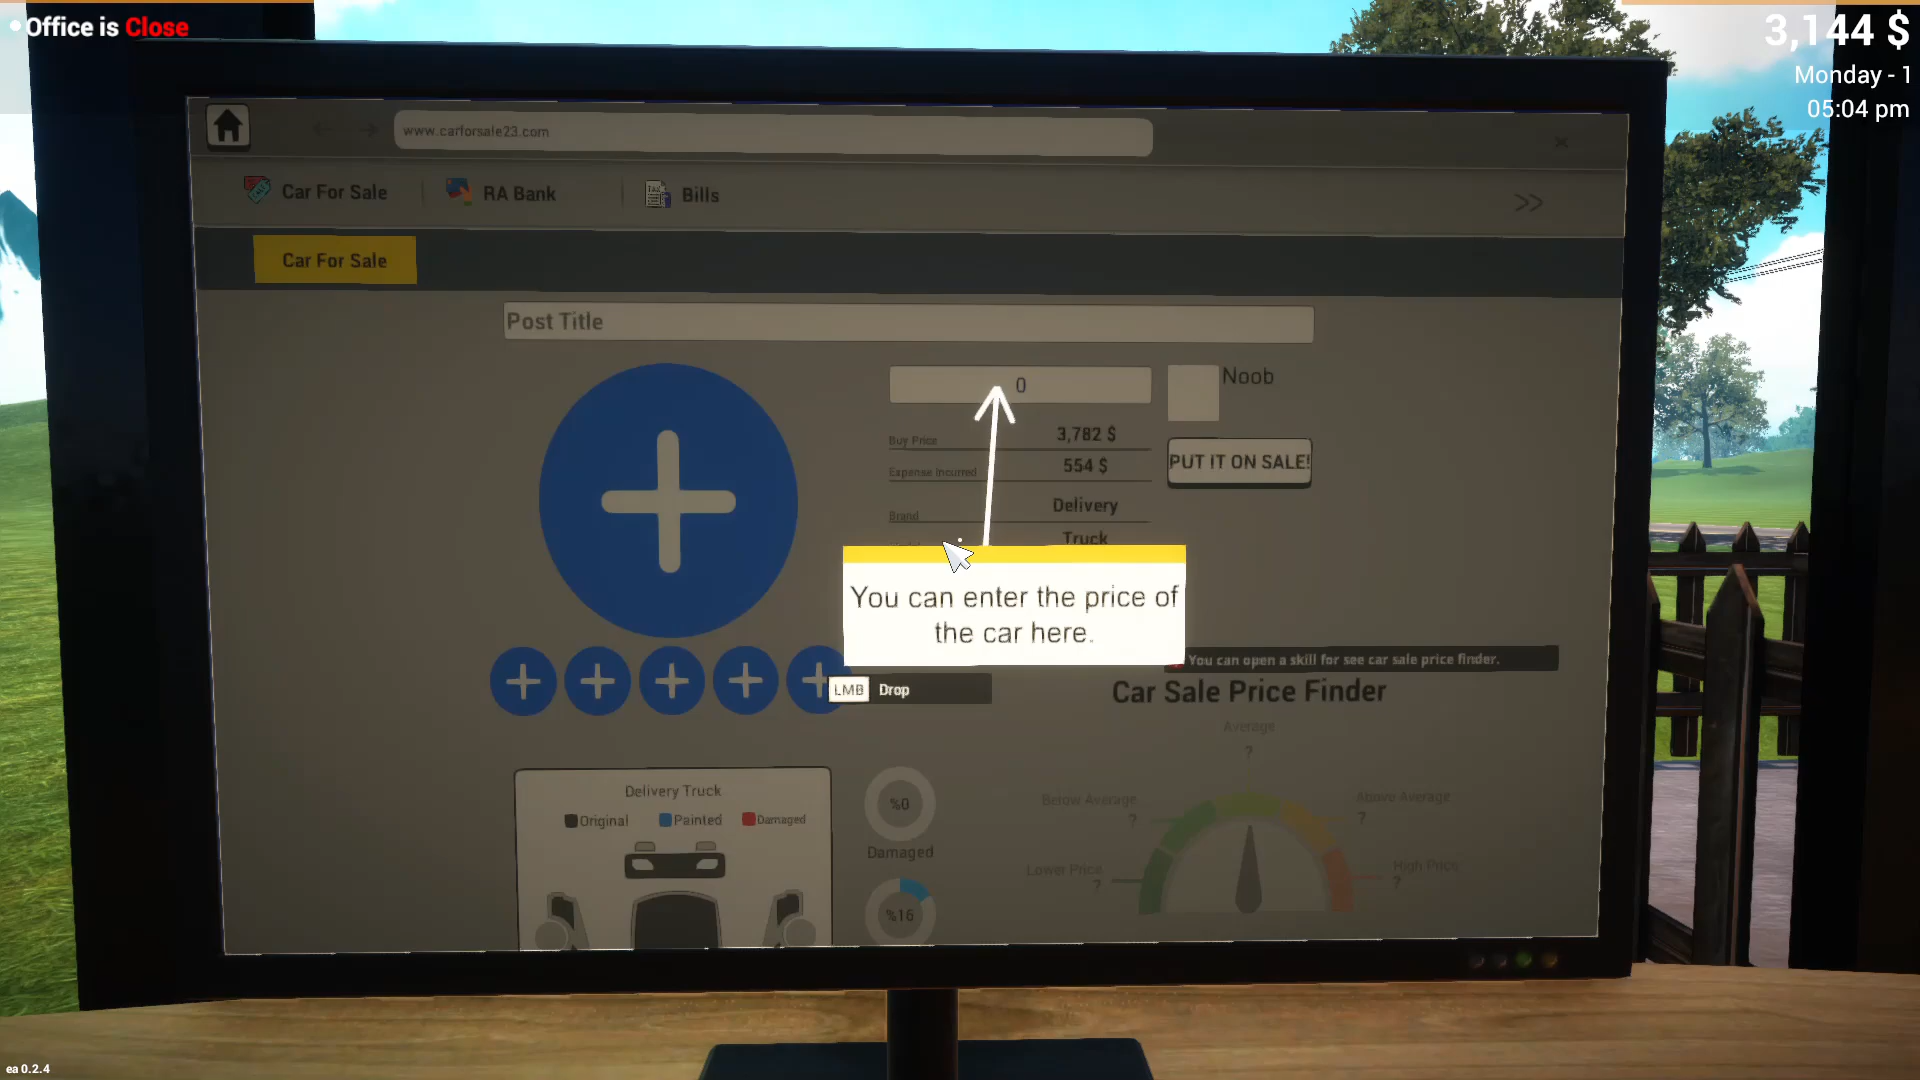 Office is Close
3,144 $
Monday - 1
05:04 pm
www.carforsale23.com
Car For Sale
RA Bank
Bills
>>
Car For Sale
Post Title
0
Noob
Buy Price 3,782 $
Expense Incurred 554 $
PUT IT ON SALE!
Brand Delivery
Truck
You can enter the price of
the car here.
You can open a skill for see car sale price finder.
LMB Drop
Car Sale Price Finder
Average
?
Delivery Truck
Original Painted Damaged
%0
Damaged
Below Average
?
Above Average
?
Lower Price
?
High Price
?
%16
ea 0.2.4